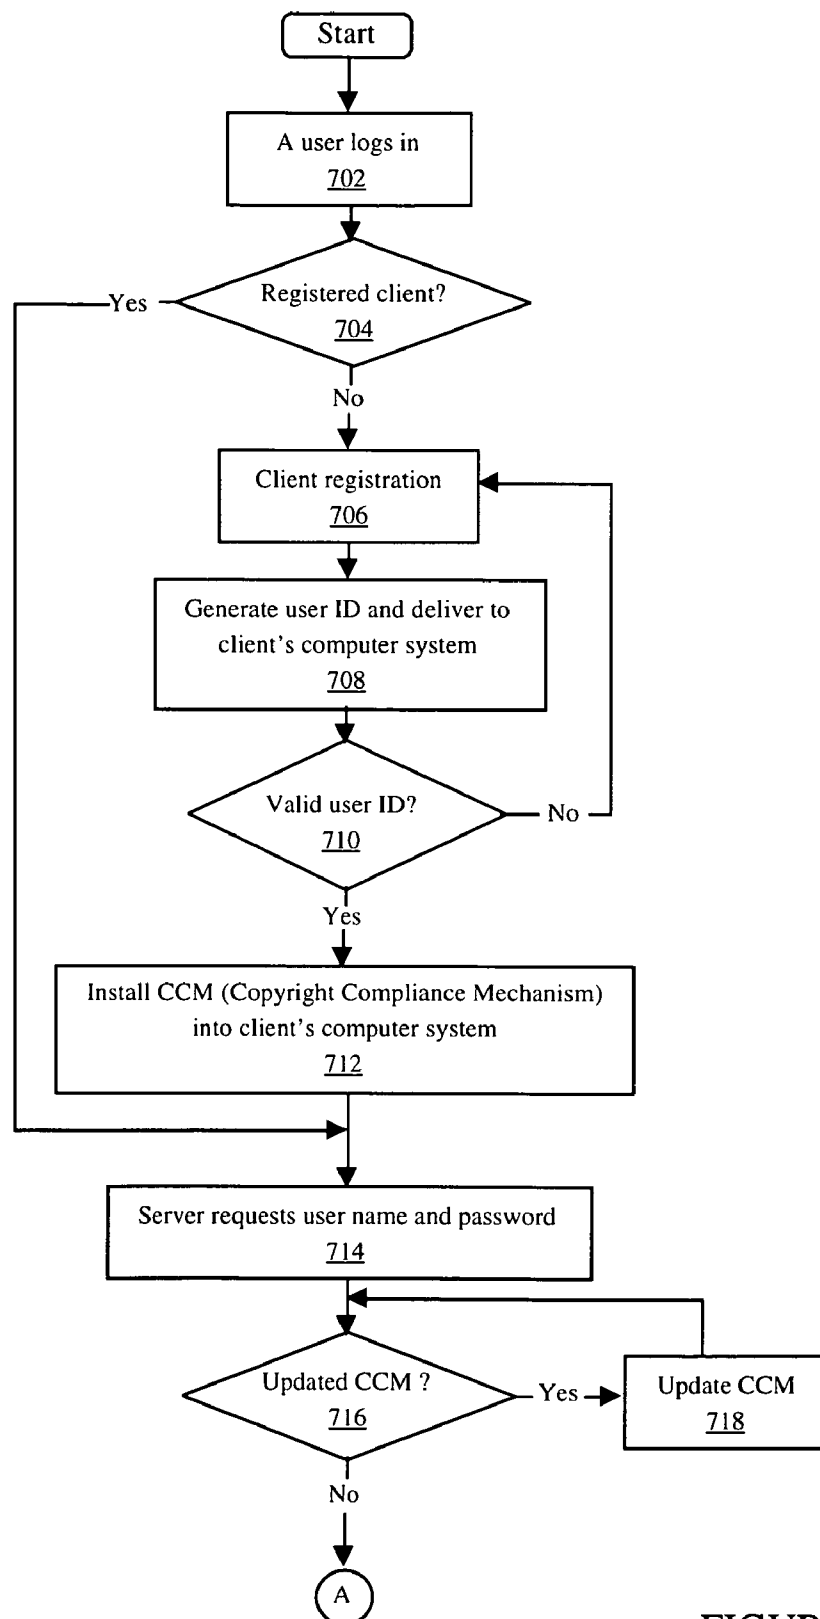 Start
A user logs in
702
Registered client?
704
Yes
No
Client registration
706
Generate user ID and deliver to
client's computer system
708
Valid user ID?
710
No
Yes
Install CCM (Copyright Compliance Mechanism)
into client's computer system
712
Server requests user name and password
714
Updated CCM ?
716
Yes
Update CCM
718
No
A